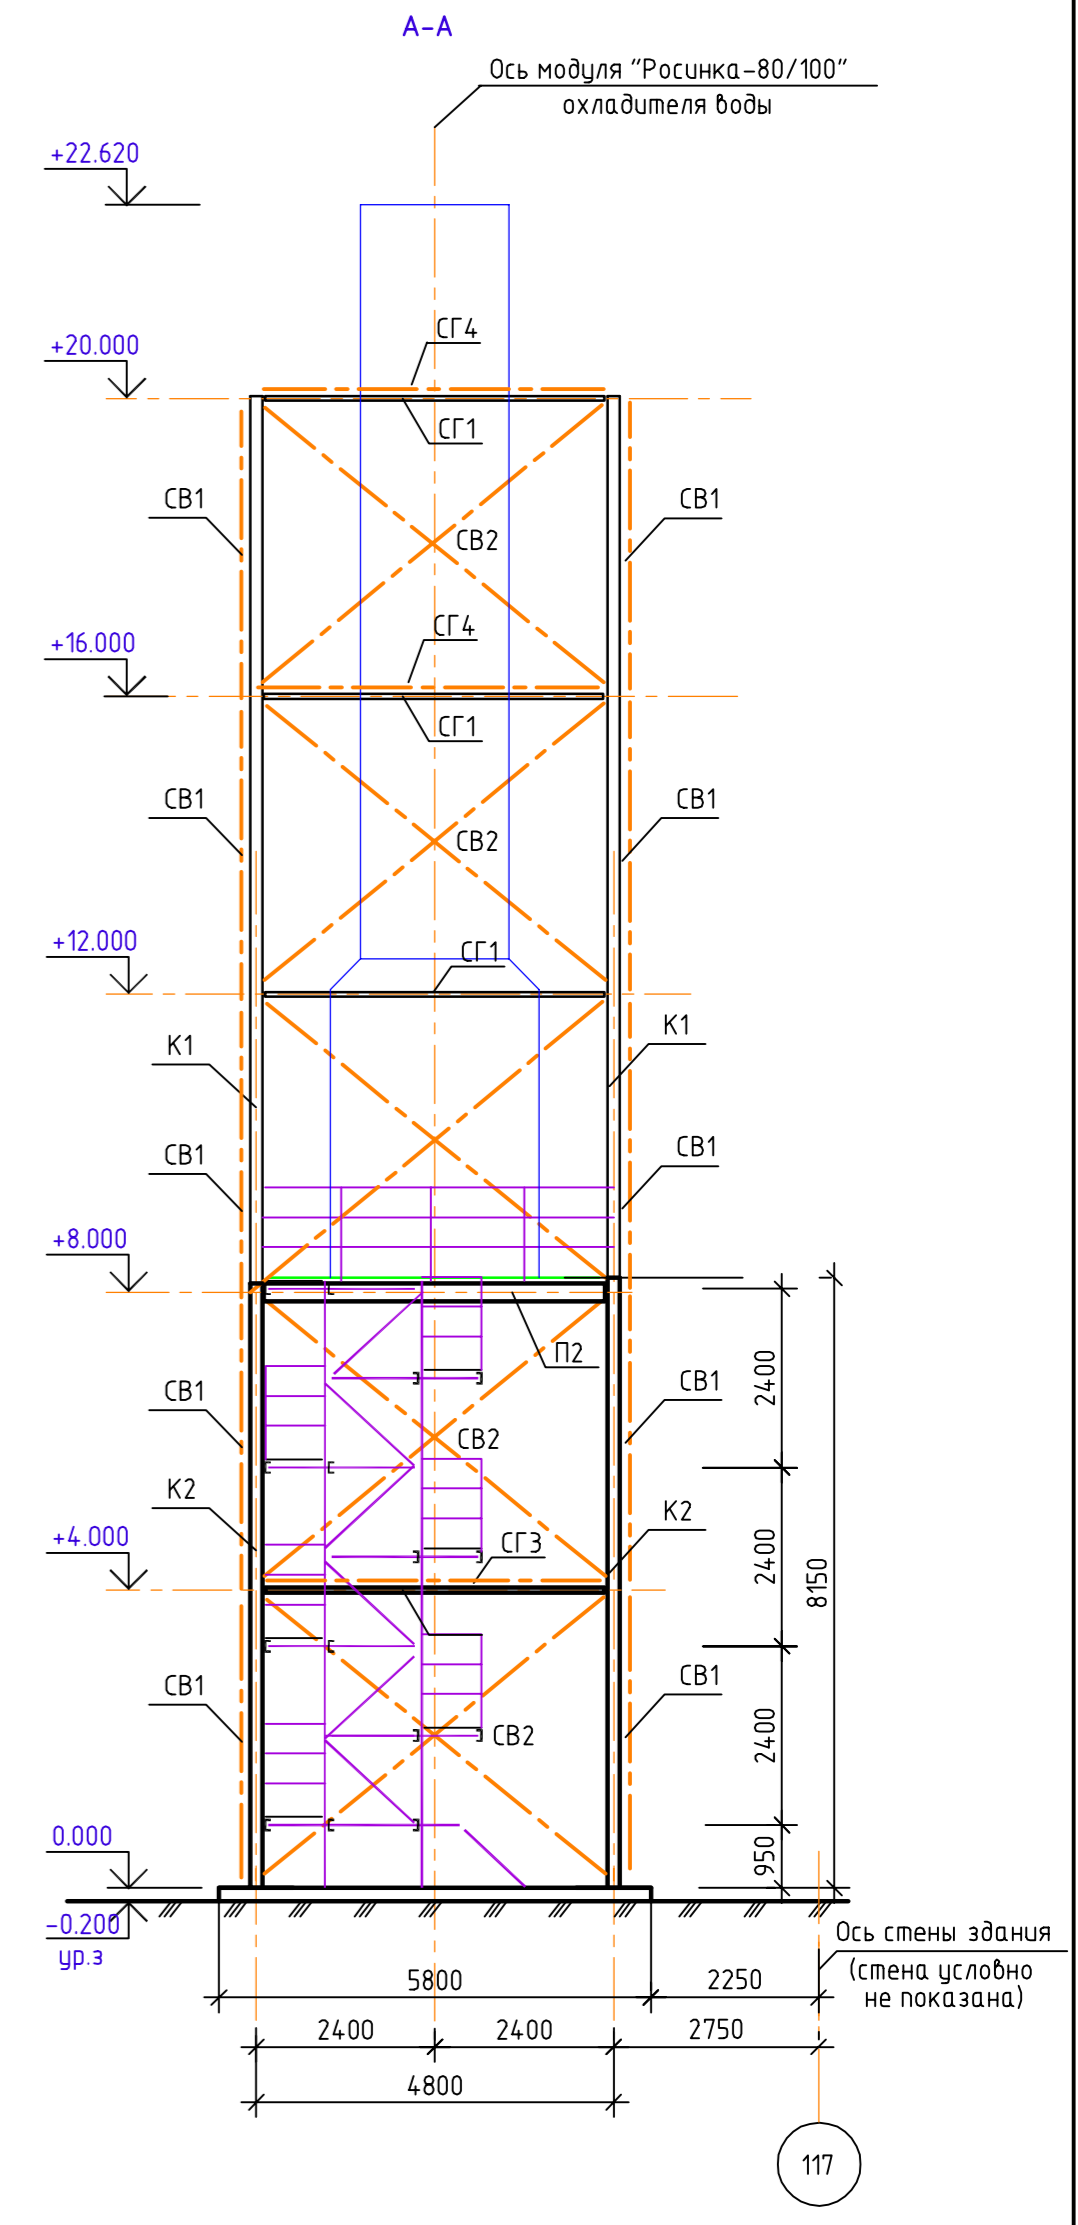 А-А
Ось модуля "Росинка-80/100"
охладителя воды
+22.620
СГ4
+20.000
СГ1
СВ1
СВ1
СВ2
СГ4
+16.000
СГ1
СВ1
СВ1
СВ2
+12.000
СГ1
К1
К1
СВ1
СВ1
+8.000
П2
2400
СВ1
СВ1
СВ2
К2
К2
+4.000
СГ3
2400
8150
СВ1
СВ1
СВ2
2400
0.000
950
-0.200
ур.з
Ось стены здания
(стена условно
не показана)
5800
2250
2400
2400
2750
4800
117